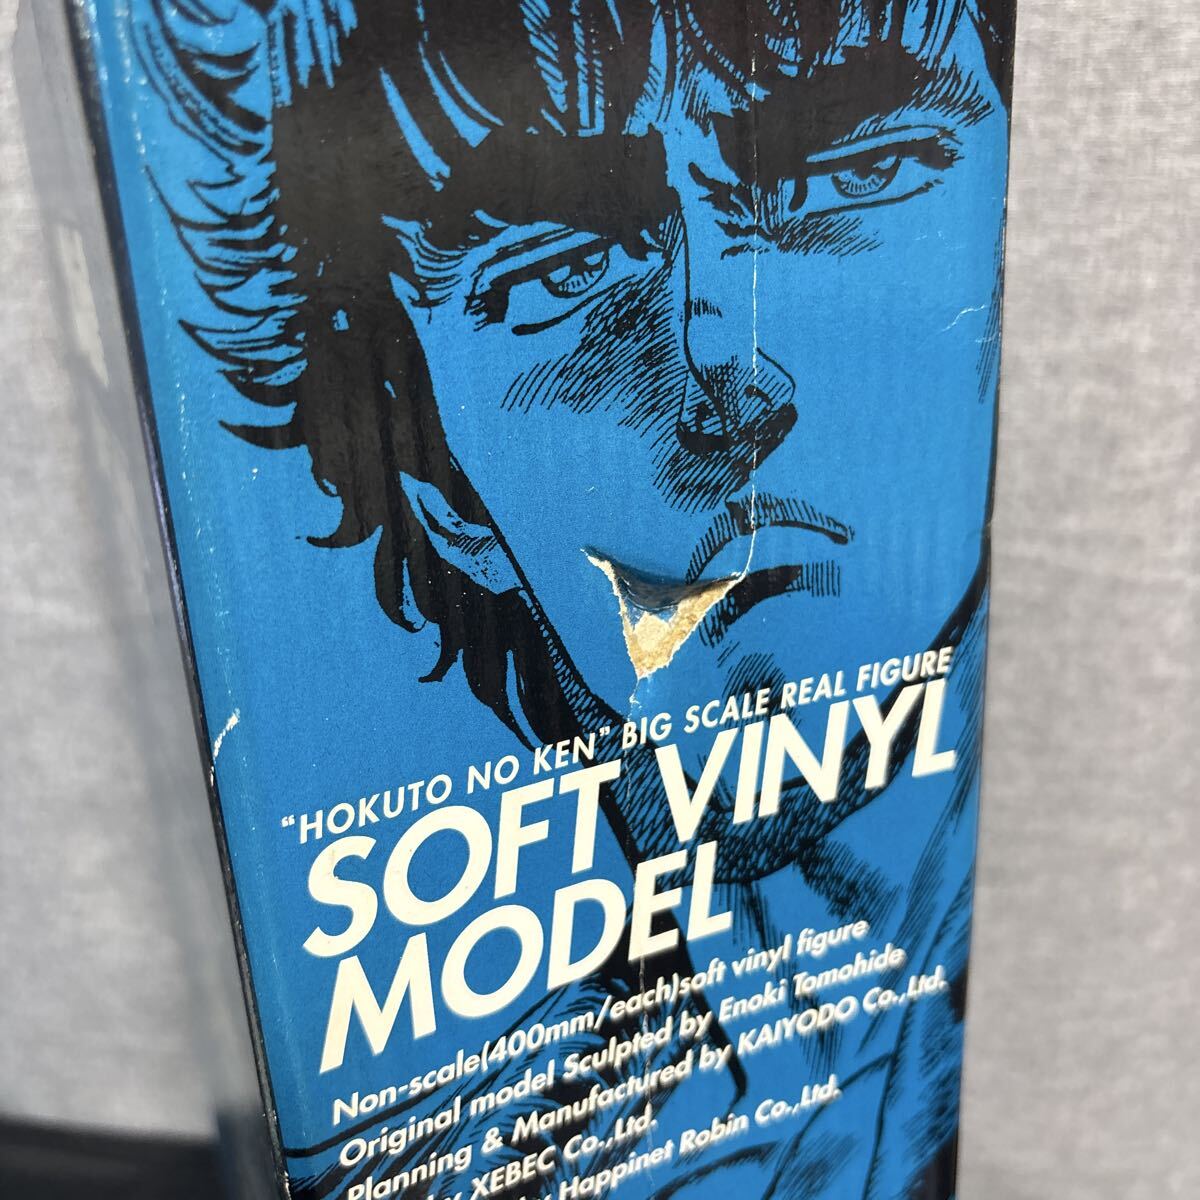 "HOKUTO NO KEN" BIG SCALE REAL FIGURE
SOFT VINYL
MODEL
Non-scale(400mm/each)soft vinyl figure
Original model Sculpted by Enoki Tomohide
Planning & Manufactured by KAIYODO Co.,Ltd.
XEBEC Co.,Ltd.
by Happinet Robin Co.,Ltd.